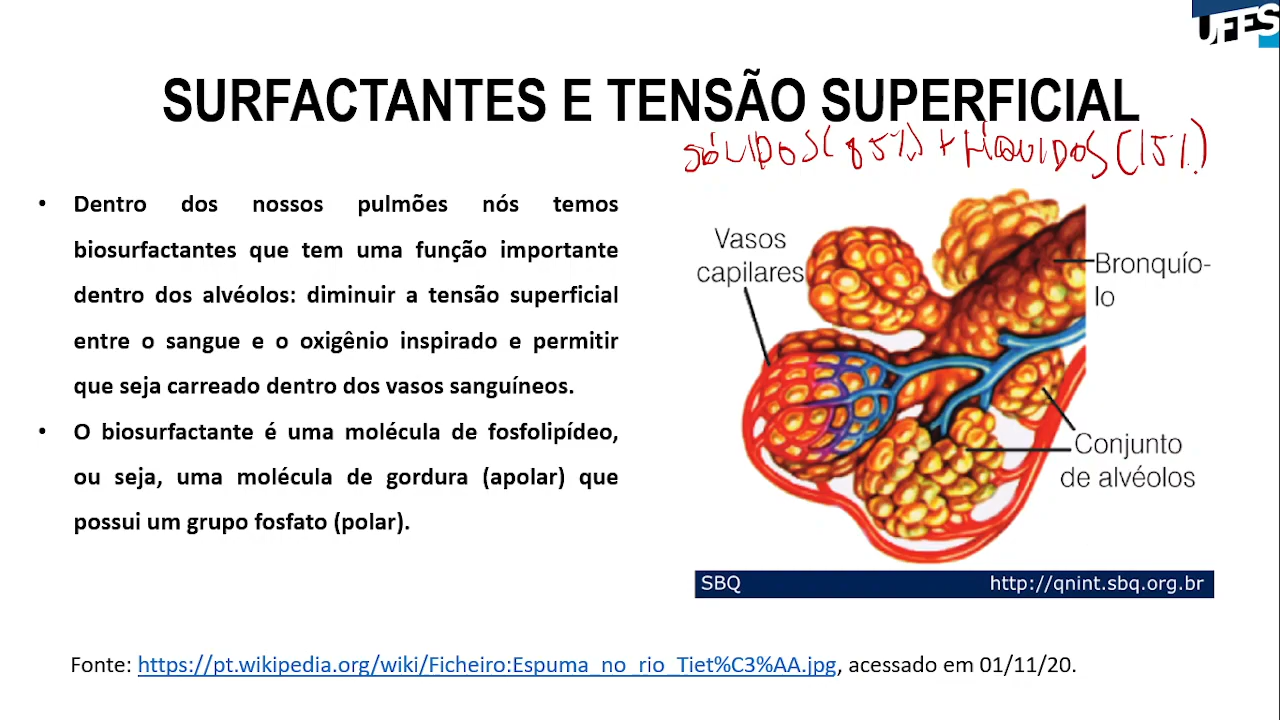 UFES
SURFACTANTES E TENSÃO SUPERFICIAL
SÓLIDOS (85%) + LÍQUIDOS (15%)
• Dentro dos nossos pulmões nós temos
biosurfactantes que tem uma função importante
dentro dos alvéolos: diminuir a tensão superficial
entre o sangue e o oxigênio inspirado e permitir
que seja carreado dentro dos vasos sanguíneos.
• O biosurfactante é uma molécula de fosfolipídeo,
ou seja, uma molécula de gordura (apolar) que
possui um grupo fosfato (polar).
Vasos
capilares
Bronquío-
lo
Conjunto
de alvéolos
SBQ http://qnint.sbq.org.br
Fonte: https://pt.wikipedia.org/wiki/Ficheiro:Espuma_no_rio_Tiet%C3%AA.jpg, acessado em 01/11/20.